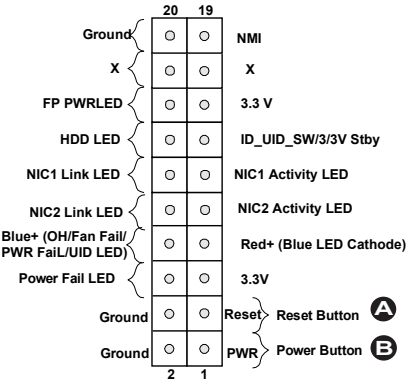 20 19
Ground NMI
X X
FP PWRLED 3.3 V
HDD LED ID_UID_SW/3/3V Stby
NIC1 Link LED NIC1 Activity LED
NIC2 Link LED NIC2 Activity LED
Blue+ (OH/Fan Fail/
PWR FaiL/UID LED) Red+ (Blue LED Cathode)
Power Fail LED 3.3V
Ground Reset Reset Button A
Ground PWR Power Button B
2 1